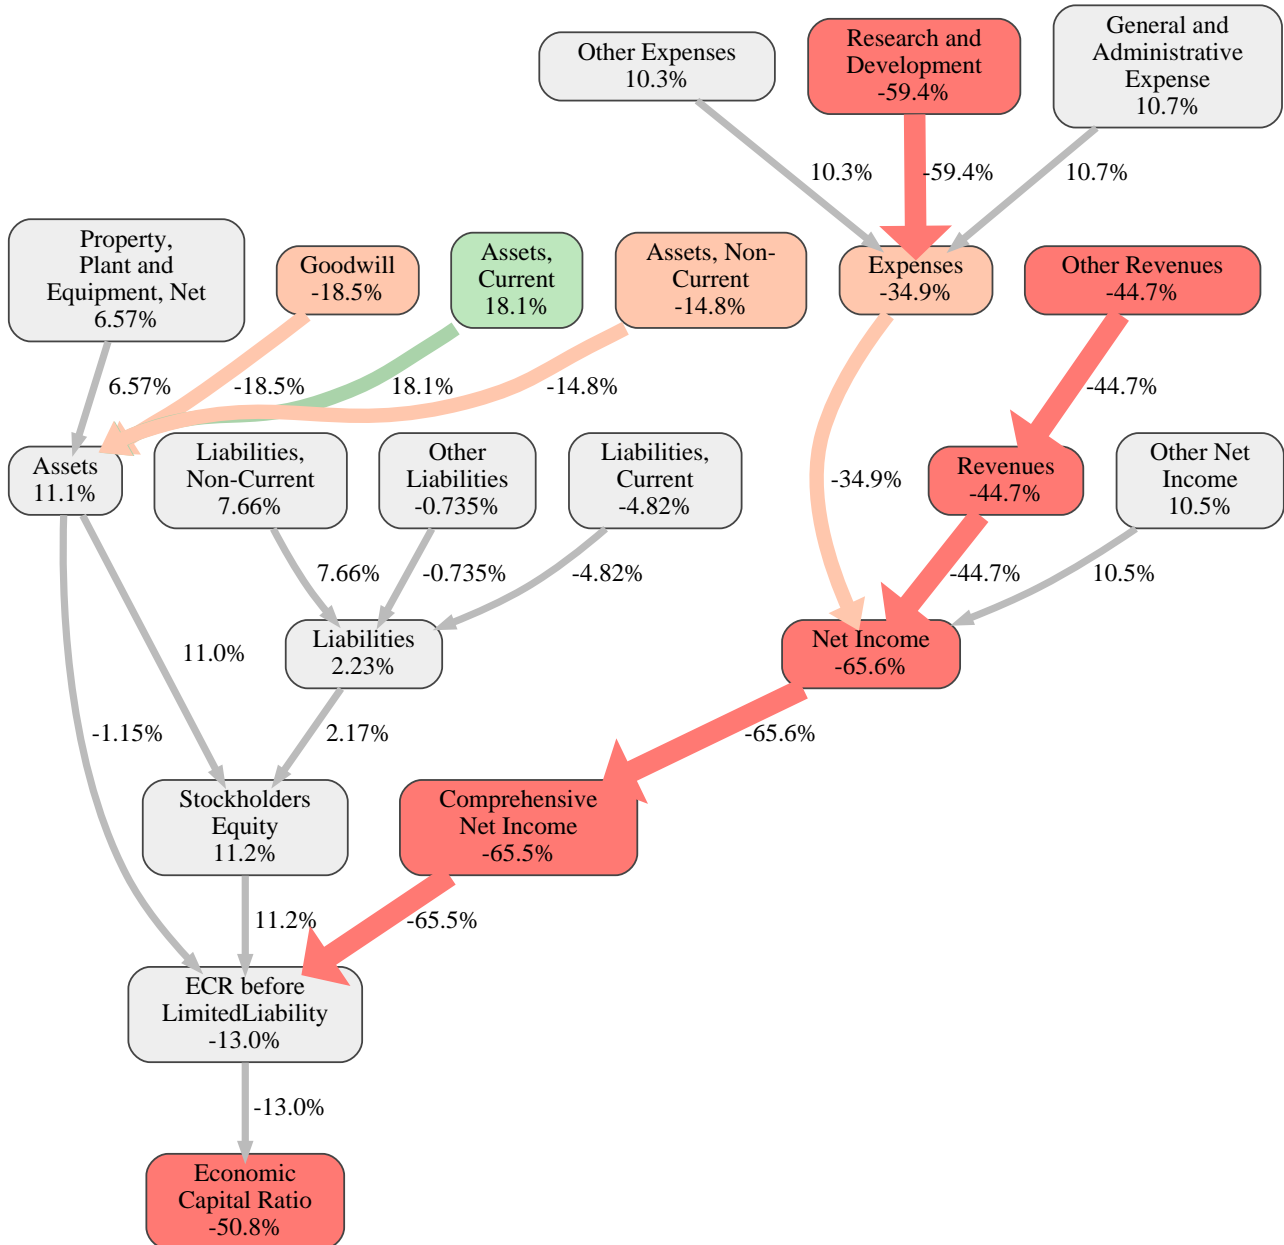 Other Expenses
10.3%
Research and
Development
-59.4%
General and
Administrative
Expense
10.7%
10.3%
-59.4%
10.7%
Property,
Plant and
Equipment, Net
6.57%
Goodwill
-18.5%
Assets,
Current
18.1%
Assets, Non-
Current
-14.8%
Expenses
-34.9%
Other Revenues
-44.7%
6.57%
-18.5%
18.1%
-14.8%
-44.7%
Assets
11.1%
Liabilities,
Non-Current
7.66%
Other
Liabilities
-0.735%
Liabilities,
Current
-4.82%
-34.9%
Revenues
-44.7%
Other Net
Income
10.5%
7.66%
-0.735%
-4.82%
-44.7%
10.5%
11.0%
Liabilities
2.23%
Net Income
-65.6%
-1.15%
2.17%
-65.6%
Stockholders
Equity
11.2%
Comprehensive
Net Income
-65.5%
11.2%
-65.5%
ECR before
LimitedLiability
-13.0%
-13.0%
Economic
Capital Ratio
-50.8%